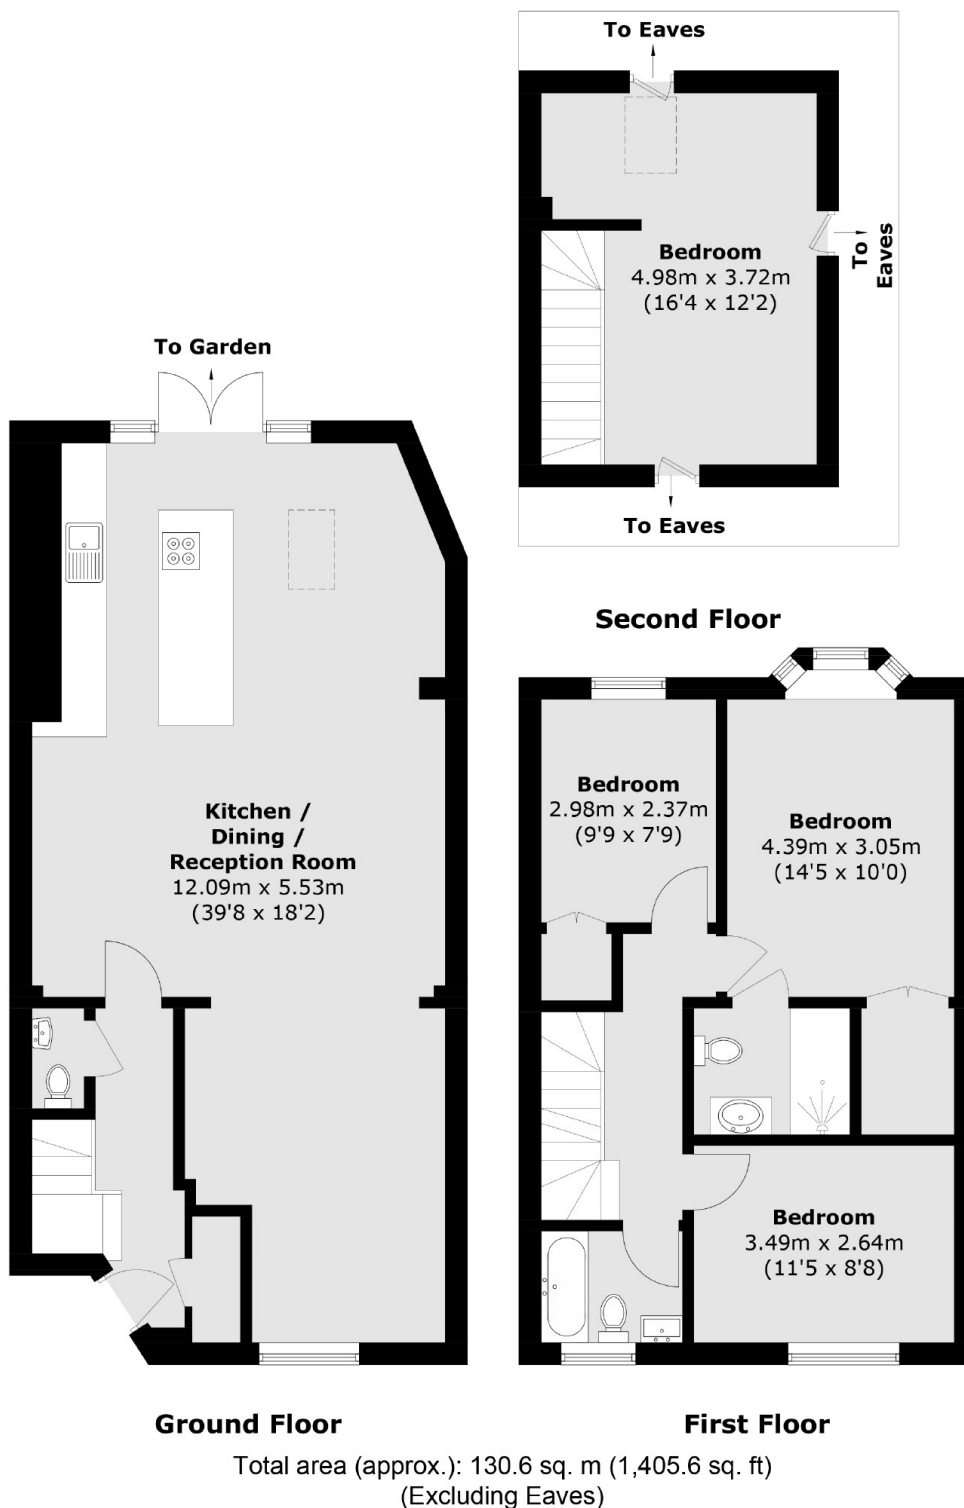 To Eaves
Bedroom
4.98m x 3.72m
(16'4 x 12'2)
To
Eaves
To Eaves
Second Floor
To Garden
Kitchen /
Dining /
Reception Room
12.09m x 5.53m
(39'8 x 18'2)
Ground Floor
Bedroom
2.98m x 2.37m
(9'9 x 7'9)
Bedroom
4.39m x 3.05m
(14'5 x 10'0)
Bedroom
3.49m x 2.64m
(11'5 x 8'8)
First Floor
Total area (approx.): 130.6 sq. m (1,405.6 sq. ft)
(Excluding Eaves)